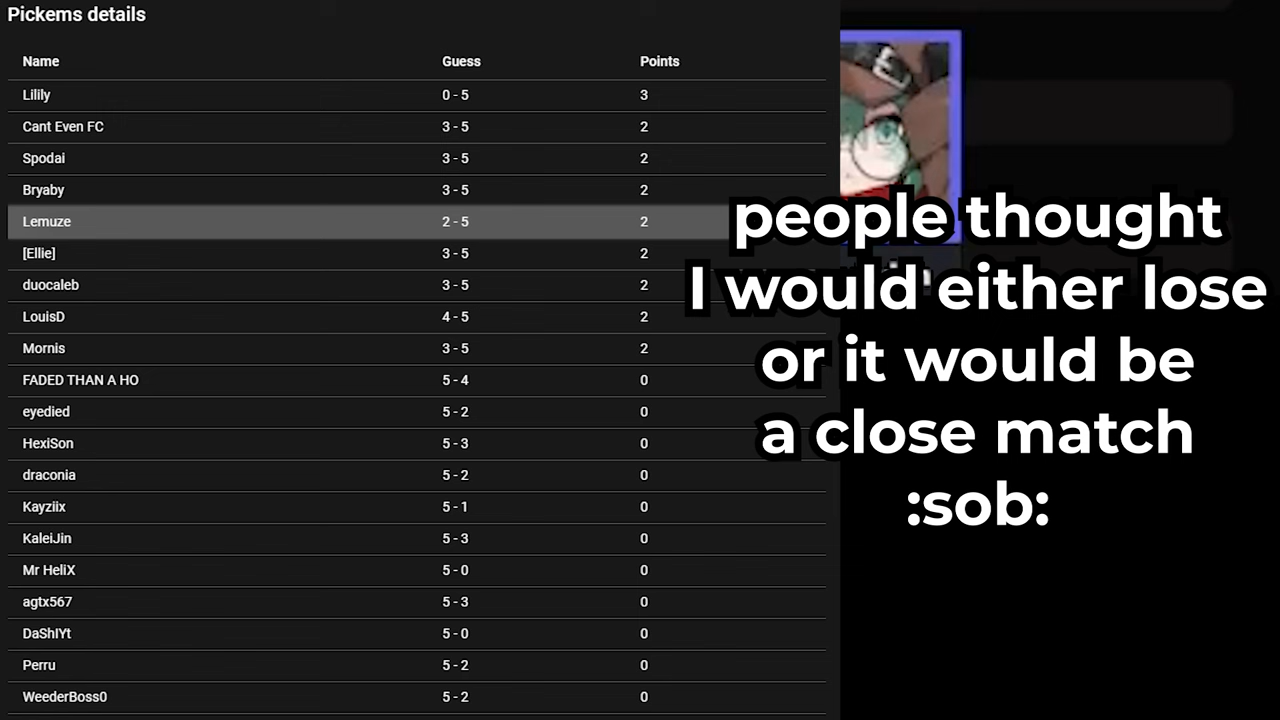 Pickems details
Name Guess Points
Lilily 0 - 5 3
Cant Even FC 3 - 5 2
Spodai 3 - 5 2
Bryaby 3 - 5 2
Lemuze 2 - 5 2
[Ellie] 3 - 5 2
duocaleb 3 - 5 2
LouisD 4 - 5 2
Mornis 3 - 5 2
FADED THAN A HO 5 - 4 0
eyedied 5 - 2 0
HexiSon 5 - 3 0
draconia 5 - 2 0
Kayziix 5 - 1 0
KaleiJin 5 - 3 0
Mr HeliX 5 - 0 0
agtx567 5 - 3 0
DaShIYt 5 - 0 0
Perru 5 - 2 0
WeederBoss0 5 - 2 0
people thought
I would either lose
or it would be
a close match
:sob: